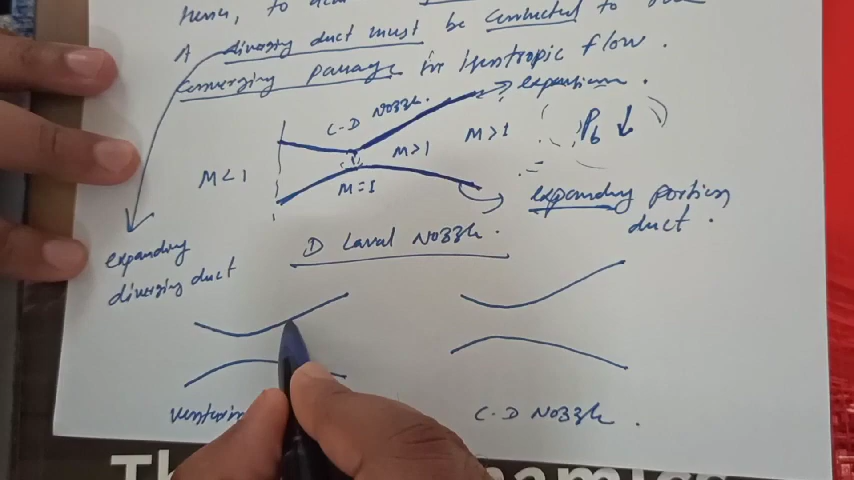 hence, to
A diverging duct must be connected to
converging passage in isentropic flow.
C-D Nozzle.
expansion.
M < 1
M = 1
M > 1
M > 1
Pb ↓
expanding portion
duct.
expanding
diverging duct
D Laval Nozzle.
C.D Nozzle.